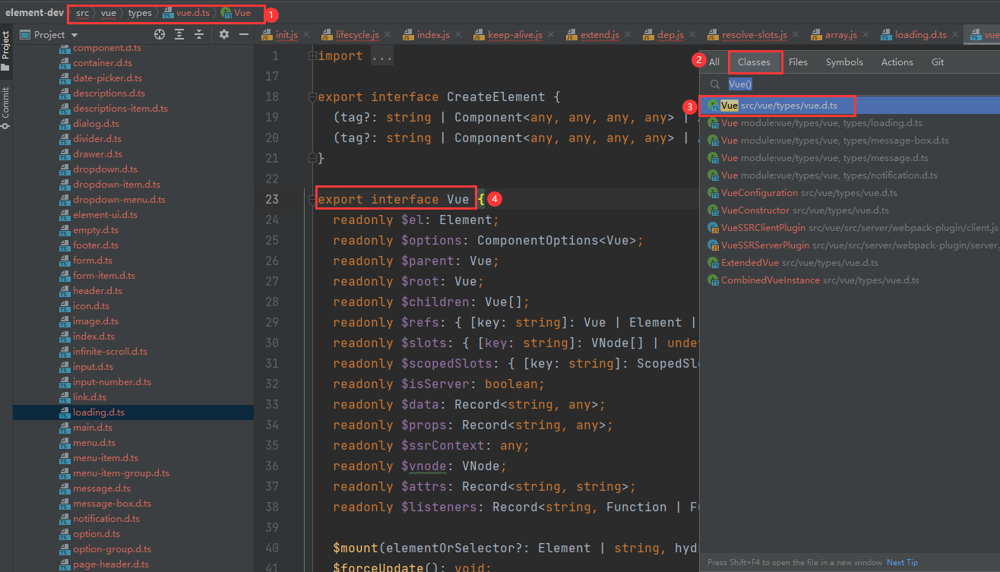 element-dev src vue types vue.d.ts Vue 1
Project
init.js lifecycle.js index.js keep-alive.js extend.js dep.js resolve-slots.js array.js loading.d.ts vue
Project
Commit
component.d.ts
container.d.ts
date-picker.d.ts
descriptions.d.ts
descriptions-item.d.ts
dialog.d.ts
divider.d.ts
drawer.d.ts
dropdown.d.ts
dropdown-item.d.ts
dropdown-menu.d.ts
element-ui.d.ts
empty.d.ts
footer.d.ts
form.d.ts
form-item.d.ts
header.d.ts
icon.d.ts
image.d.ts
index.d.ts
infinite-scroll.d.ts
input.d.ts
input-number.d.ts
link.d.ts
loading.d.ts
main.d.ts
menu.d.ts
menu-item.d.ts
menu-item-group.d.ts
message.d.ts
message-box.d.ts
notification.d.ts
option.d.ts
option-group.d.ts
page-header.d.ts
1 import ...
17
18 export interface CreateElement {
19 (tag?: string | Component<any, any, any, any> |
20 (tag?: string | Component<any, any, any, any> |
21 }
22
23 export interface Vue { 4
24 readonly $el: Element;
25 readonly $options: ComponentOptions<Vue>;
26 readonly $parent: Vue;
27 readonly $root: Vue;
28 readonly $children: Vue[];
29 readonly $refs: { [key: string]: Vue | Element |
30 readonly $slots: { [key: string]: VNode[] | unde
31 readonly $scopedSlots: { [key: string]: ScopedSl
32 readonly $isServer: boolean;
33 readonly $data: Record<string, any>;
34 readonly $props: Record<string, any>;
35 readonly $ssrContext: any;
36 readonly $vnode: VNode;
37 readonly $attrs: Record<string, string>;
38 readonly $listeners: Record<string, Function | F
39
40 $mount(elementOrSelector?: Element | string, hyd
41 $forceUpdate(): void;
2 All Classes Files Symbols Actions Git
Vue()
3 Vue src/vue/types/vue.d.ts
Vue module:vue/types/vue, types/loading.d.ts
Vue module:vue/types/vue, types/message-box.d.ts
Vue module:vue/types/vue, types/message.d.ts
Vue module:vue/types/vue, types/notification.d.ts
VueConfiguration src/vue/types/vue.d.ts
VueConstructor src/vue/types/vue.d.ts
VueSSRClientPlugin src/vue/src/server/webpack-plugin/client.js
VueSSRServerPlugin src/vue/src/server/webpack-plugin/server.
ExtendedVue src/vue/types/vue.d.ts
CombinedVueInstance src/vue/types/vue.d.ts
Press Shift+F4 to open the file in a new window Next Tip